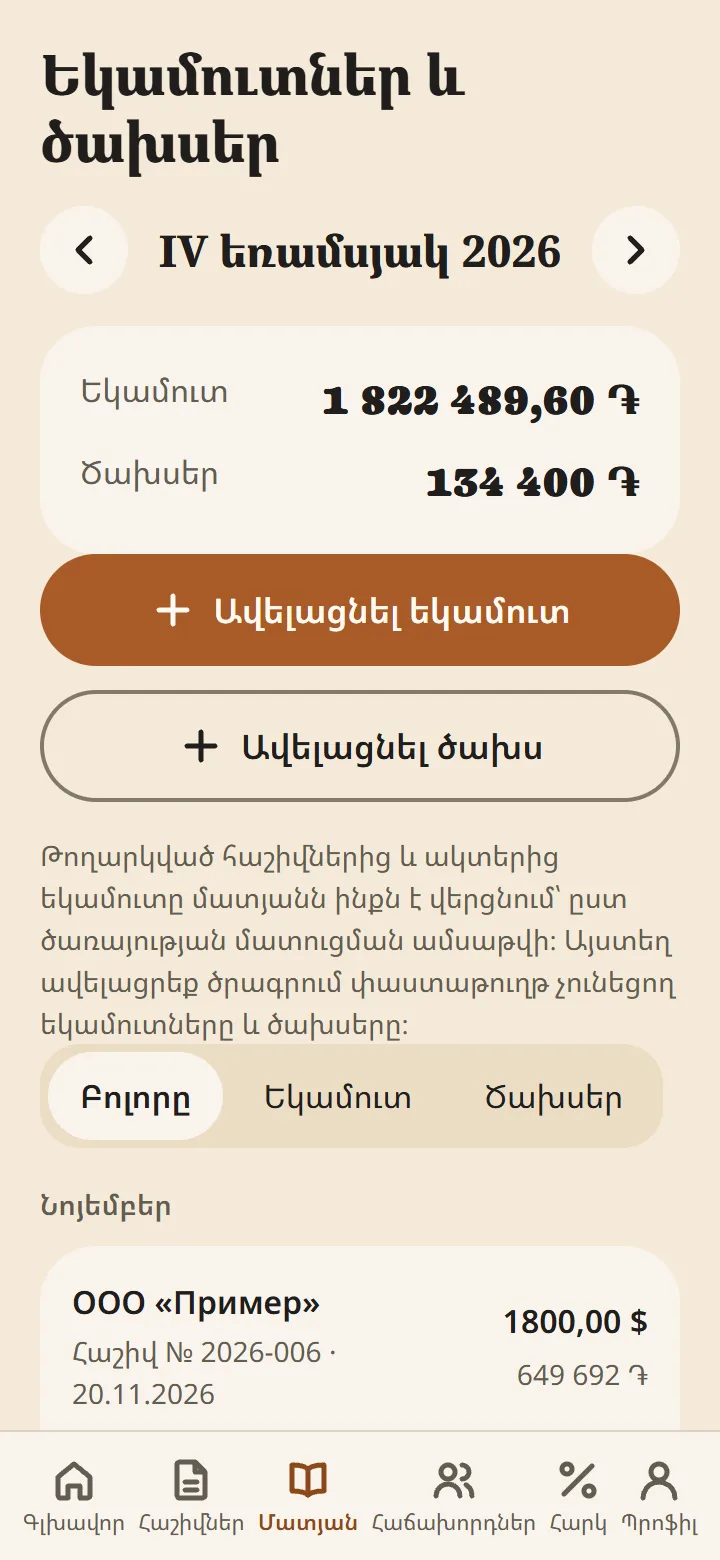 Եկամուտներ և
ծախսեր
IV եռամսյակ 2026
Եկամուտ 1 822 489,60 ֏
Ծախսեր 134 400 ֏
Ավելացնել եկամուտ
Ավելացնել ծախս
Թողարկված հաշիվներից և ակտերից
եկամուտը մատյանն ինքն է վերցնում՝ ըստ
ծառայության մատուցման ամսաթվի: Այստեղ
ավելացրեք ծրագրում փաստաթուղթ չունեցող
եկամուտները և ծախսերը:
Բոլորը Եկամուտ Ծախսեր
Նոյեմբեր
ООО «Пример»
1800,00 $
Հաշիվ № 2026-006 ·
20.11.2026
649 692 ֏
Գլխավոր Հաշիվներ Մատյան Հաճախորդներ Հարկ Պրոֆիլ